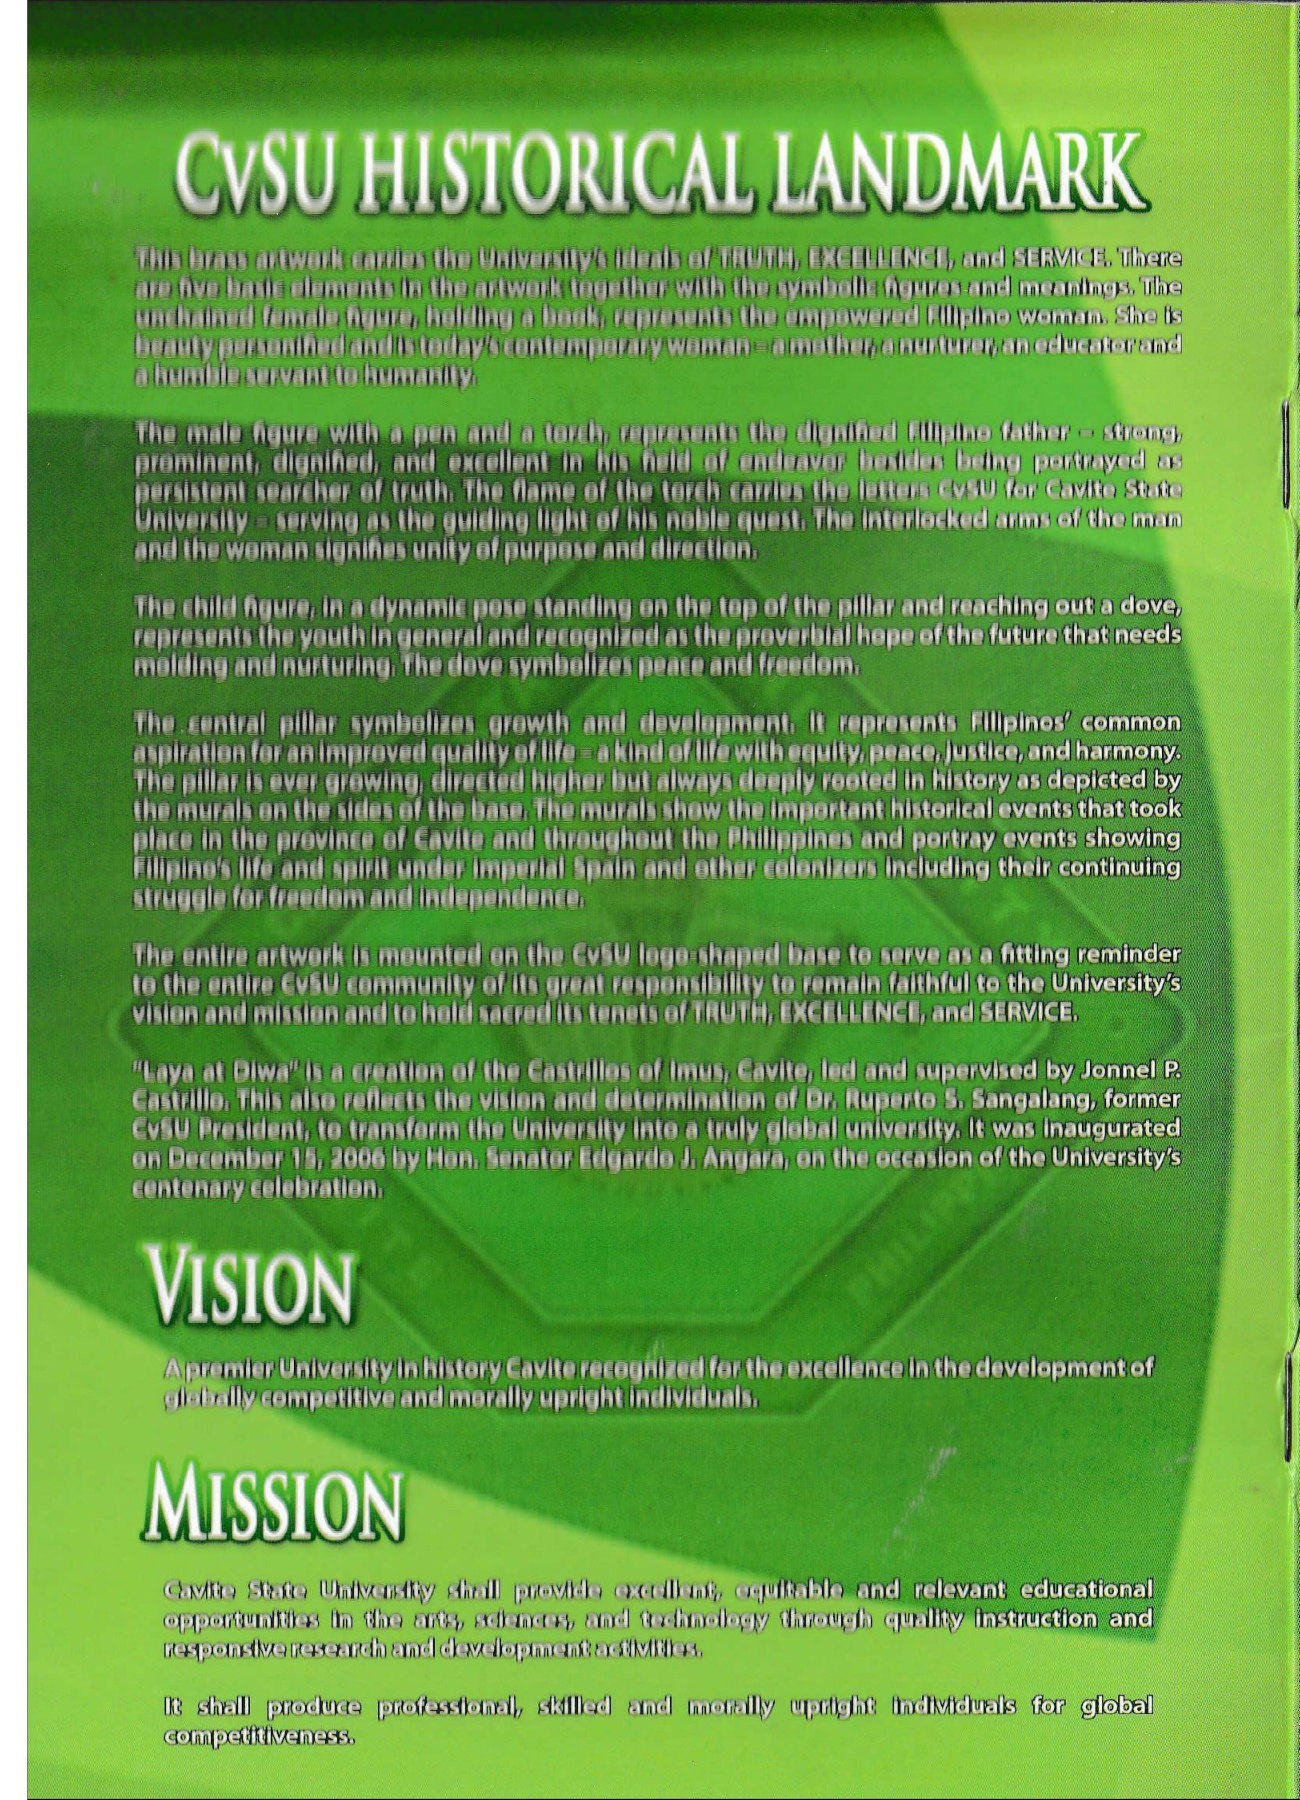 CvSU HISTORICAL LANDMARK
This brass artwork carries the University's ideals of TRUTH, EXCELLENCE, and SERVICE. There
are five basic elements in the artwork together with the symbolic figures and meanings. The
unchained female figure, holding a book, represents the empowered Filipino woman. She is
beauty personified and is today's contemporary woman – a mother, a nurturer, an educator and
a humble servant to humanity.
The male figure with a pen and a torch, represents the dignified Filipino father – strong,
prominent, dignified, and excellent in his field of endeavor besides being portrayed as
persistent searcher of truth. The flame of the torch carries the letters CvSU for Cavite State
University – serving as the guiding light of his noble quest. The interlocked arms of the man
and the woman signifies unity of purpose and direction.
The child figure, in a dynamic pose standing on the top of the pillar and reaching out a dove,
represents the youth in general and recognized as the proverbial hope of the future that needs
molding and nurturing. The dove symbolizes peace and freedom.
The central pillar symbolizes growth and development. It represents Filipinos' common
aspiration for an improved quality of life – a kind of life with equity, peace, justice, and harmony.
The pillar is ever growing, directed higher but always deeply rooted in history as depicted by
the murals on the sides of the base. The murals show the important historical events that took
place in the province of Cavite and throughout the Philippines and portray events showing
Filipino's life and spirit under Imperial Spain and other colonizers including their continuing
struggle for freedom and independence.
The entire artwork is mounted on the CvSU logo-shaped base to serve as a fitting reminder
to the entire CvSU community of its great responsibility to remain faithful to the University's
vision and mission and to hold sacred its tenets of TRUTH, EXCELLENCE, and SERVICE.
"Laya at Diwa" is a creation of the Castrillos of Imus, Cavite, led and supervised by Jonnel P.
Castrillo. This also reflects the vision and determination of Dr. Ruperto S. Sangalang, former
CvSU President, to transform the University into a truly global university. It was inaugurated
on December 15, 2006 by Hon. Senator Edgardo J. Angara, on the occasion of the University's
centenary celebration.
VISION
A premier University in history Cavite recognized for the excellence in the development of
globally competitive and morally upright individuals.
MISSION
Cavite State University shall provide excellent, equitable and relevant educational
opportunities in the arts, sciences, and technology through quality instruction and
responsive research and development activities.
It shall produce professional, skilled and morally upright individuals for global
competitiveness.